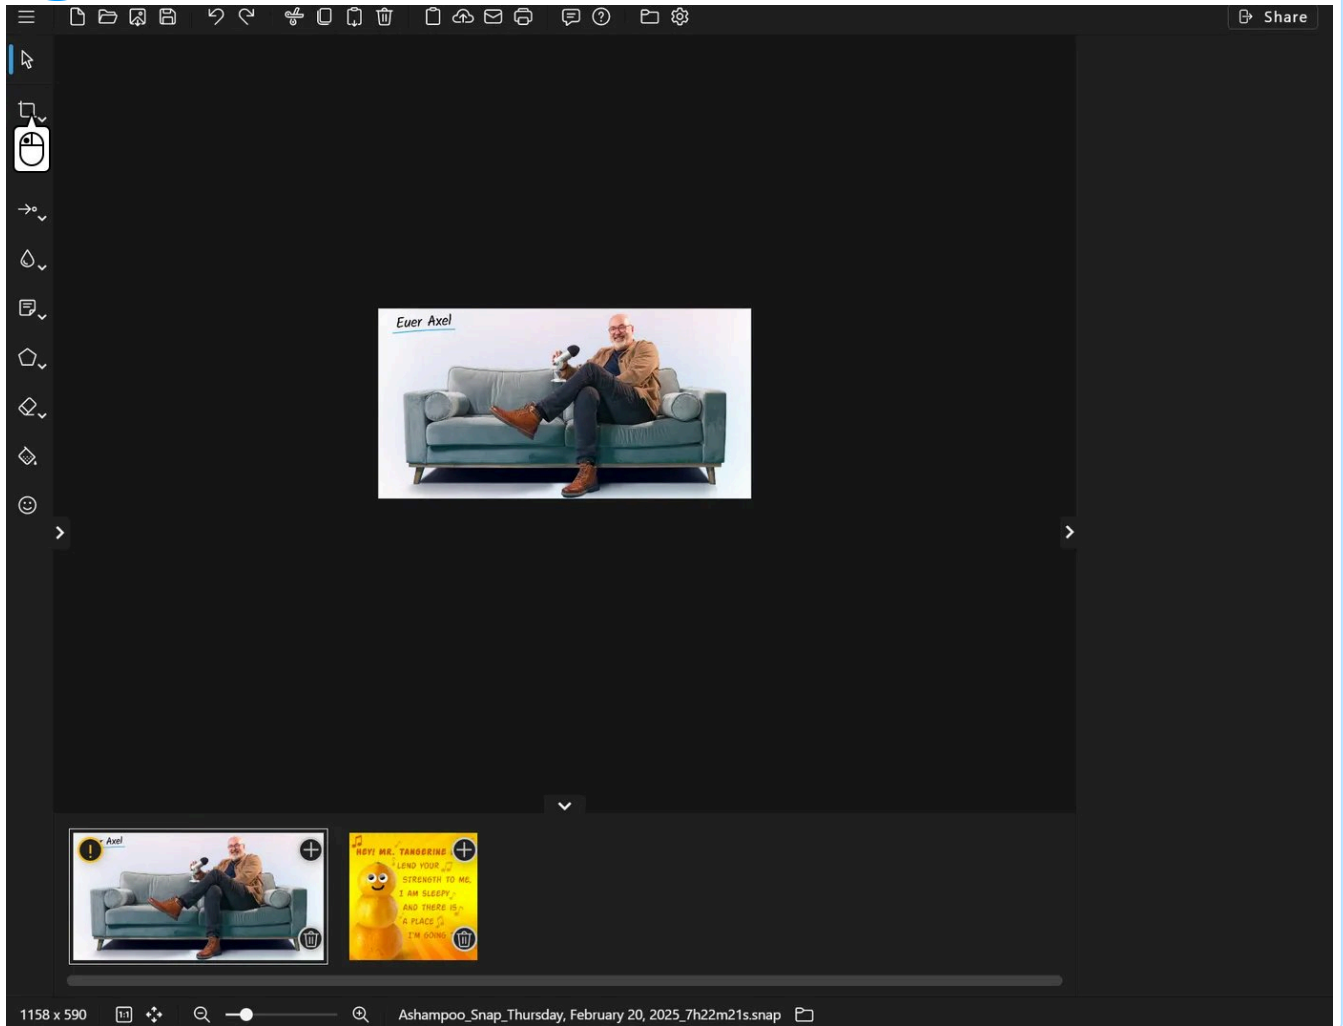 Share
Euer Axel
Axel
HEY! MR. TANGERINE
LEND YOUR
STRENGTH TO ME,
I AM SLEEPY
AND THERE IS
A PLACE
I'M GOING
1158 x 590
1:1
Ashampoo_Snap_Thursday, February 20, 2025_7h22m21s.snap